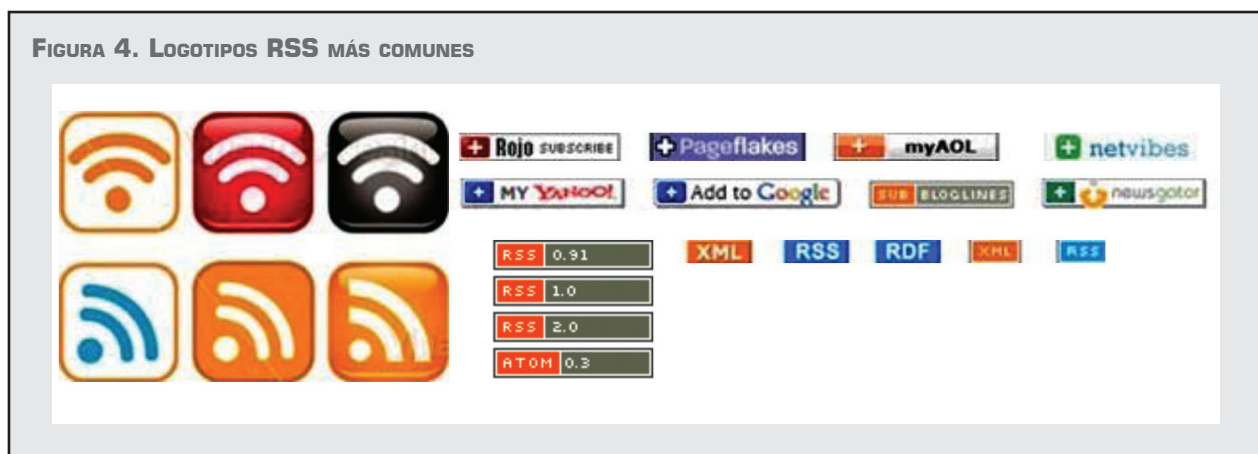 FIGURA 4. LOGOTIPOS RSS MÁS COMUNES
Rojo SUBSCRIBE Pageflakes myAOL netvibes
MY YAHOO! Add to Google SUB BLOGLINES newsgator
RSS 0.91 XML RSS RDF XML RSS
RSS 1.0
RSS 2.0
ATOM 0.3